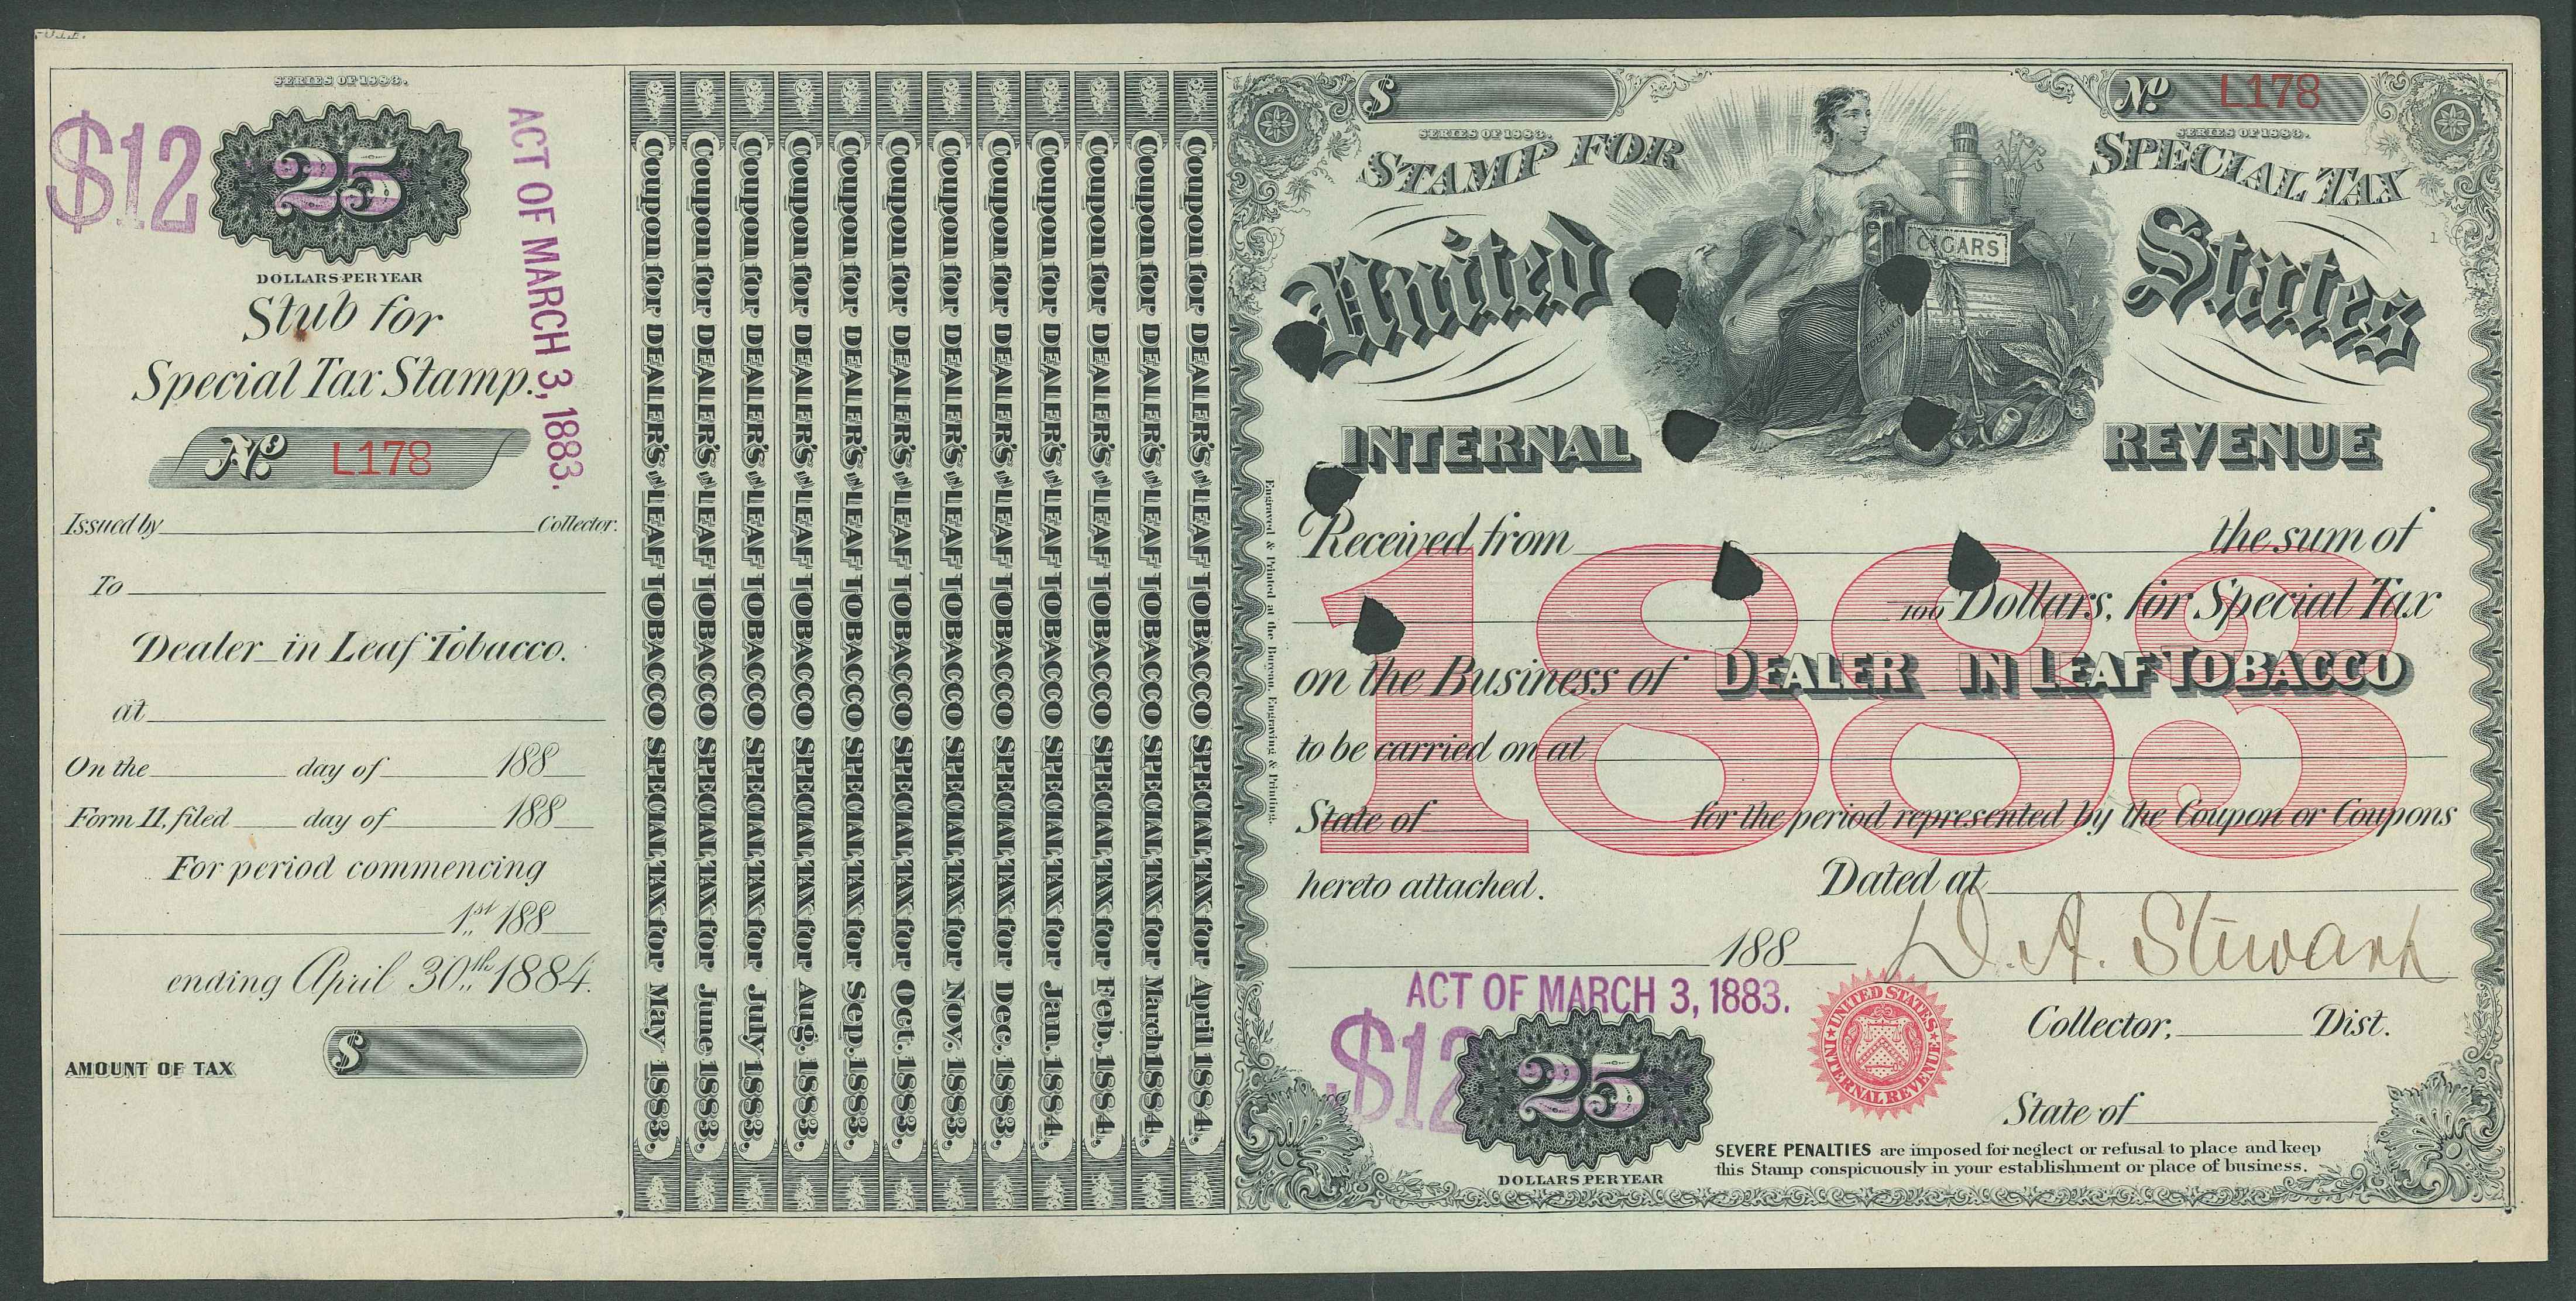 SERIES OF 1883.
$12
25
DOLLARS PER YEAR
ACT OF MARCH 3, 1883.
Stub for
Special Tax Stamp.
No. L178
Issued by Collector.
To
Dealer in Leaf Tobacco.
at
On the day of 188
Form 11, filed day of 188
For period commencing
1st 188
ending April 30th 1884.
AMOUNT OF TAX $
Coupon for DEALER'S IN LEAF TOBACCO SPECIAL TAX for May 1883.
Coupon for DEALER'S IN LEAF TOBACCO SPECIAL TAX for June 1883.
Coupon for DEALER'S IN LEAF TOBACCO SPECIAL TAX for July 1883.
Coupon for DEALER'S IN LEAF TOBACCO SPECIAL TAX for Aug. 1883.
Coupon for DEALER'S IN LEAF TOBACCO SPECIAL TAX for Sep. 1883.
Coupon for DEALER'S IN LEAF TOBACCO SPECIAL TAX for Oct. 1883.
Coupon for DEALER'S IN LEAF TOBACCO SPECIAL TAX for Nov. 1883.
Coupon for DEALER'S IN LEAF TOBACCO SPECIAL TAX for Dec. 1883.
Coupon for DEALER'S IN LEAF TOBACCO SPECIAL TAX for Jan. 1884.
Coupon for DEALER'S IN LEAF TOBACCO SPECIAL TAX for Feb. 1884.
Coupon for DEALER'S IN LEAF TOBACCO SPECIAL TAX for March 1884.
Coupon for DEALER'S IN LEAF TOBACCO SPECIAL TAX for April 1884.
Engraved & Printed at the Bureau, Engraving & Printing.
$ No. L178
SERIES OF 1883. SERIES OF 1883.
STAMP FOR SPECIAL TAX
1
CIGARS
TOBACCO
United States
INTERNAL REVENUE
Received from the sum of
100 Dollars, for Special Tax
1883
on the Business of DEALER IN LEAF TOBACCO
to be carried on at
State of for the period represented by the Coupon or Coupons
hereto attached. Dated at
188 D. A. Stewart
ACT OF MARCH 3, 1883.
$12
25
DOLLARS PER YEAR
UNITED STATES INTERNAL REVENUE
Collector, Dist.
State of
SEVERE PENALTIES are imposed for neglect or refusal to place and keep
this Stamp conspicuously in your establishment or place of business.